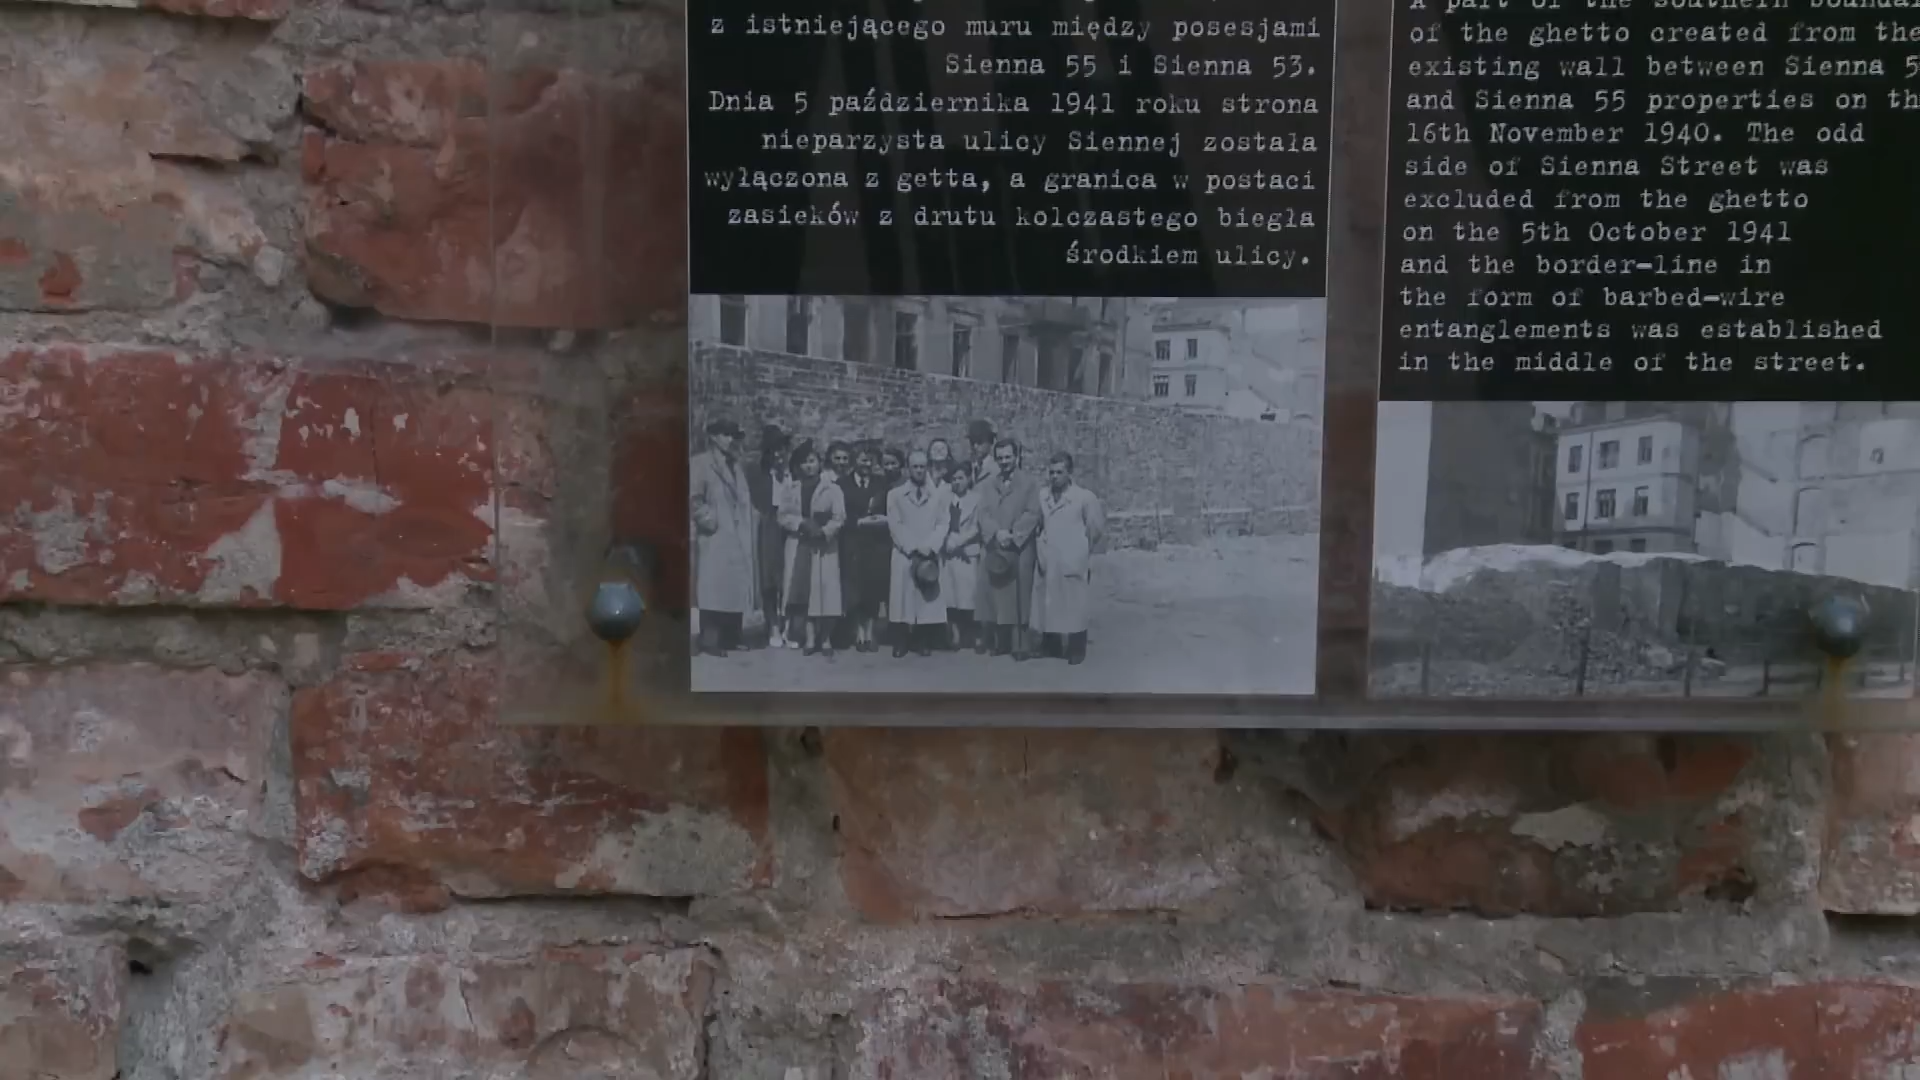 z istniejącego muru między posesjami
Sienna 55 i Sienna 53.
Dnia 5 października 1941 roku strona
nieparzysta ulicy Siennej została
wyłączona z getta, a granica w postaci
zasieków z drutu kolczastego biegła
środkiem ulicy.
A part of the southern
of the ghetto created from the
existing wall between Sienna
and Sienna 55 properties on
16th November 1940. The odd
side of Sienna Street was
excluded from the ghetto
on the 5th October 1941
and the border-line in
the form of barbed-wire
entanglements was established
in the middle of the street.